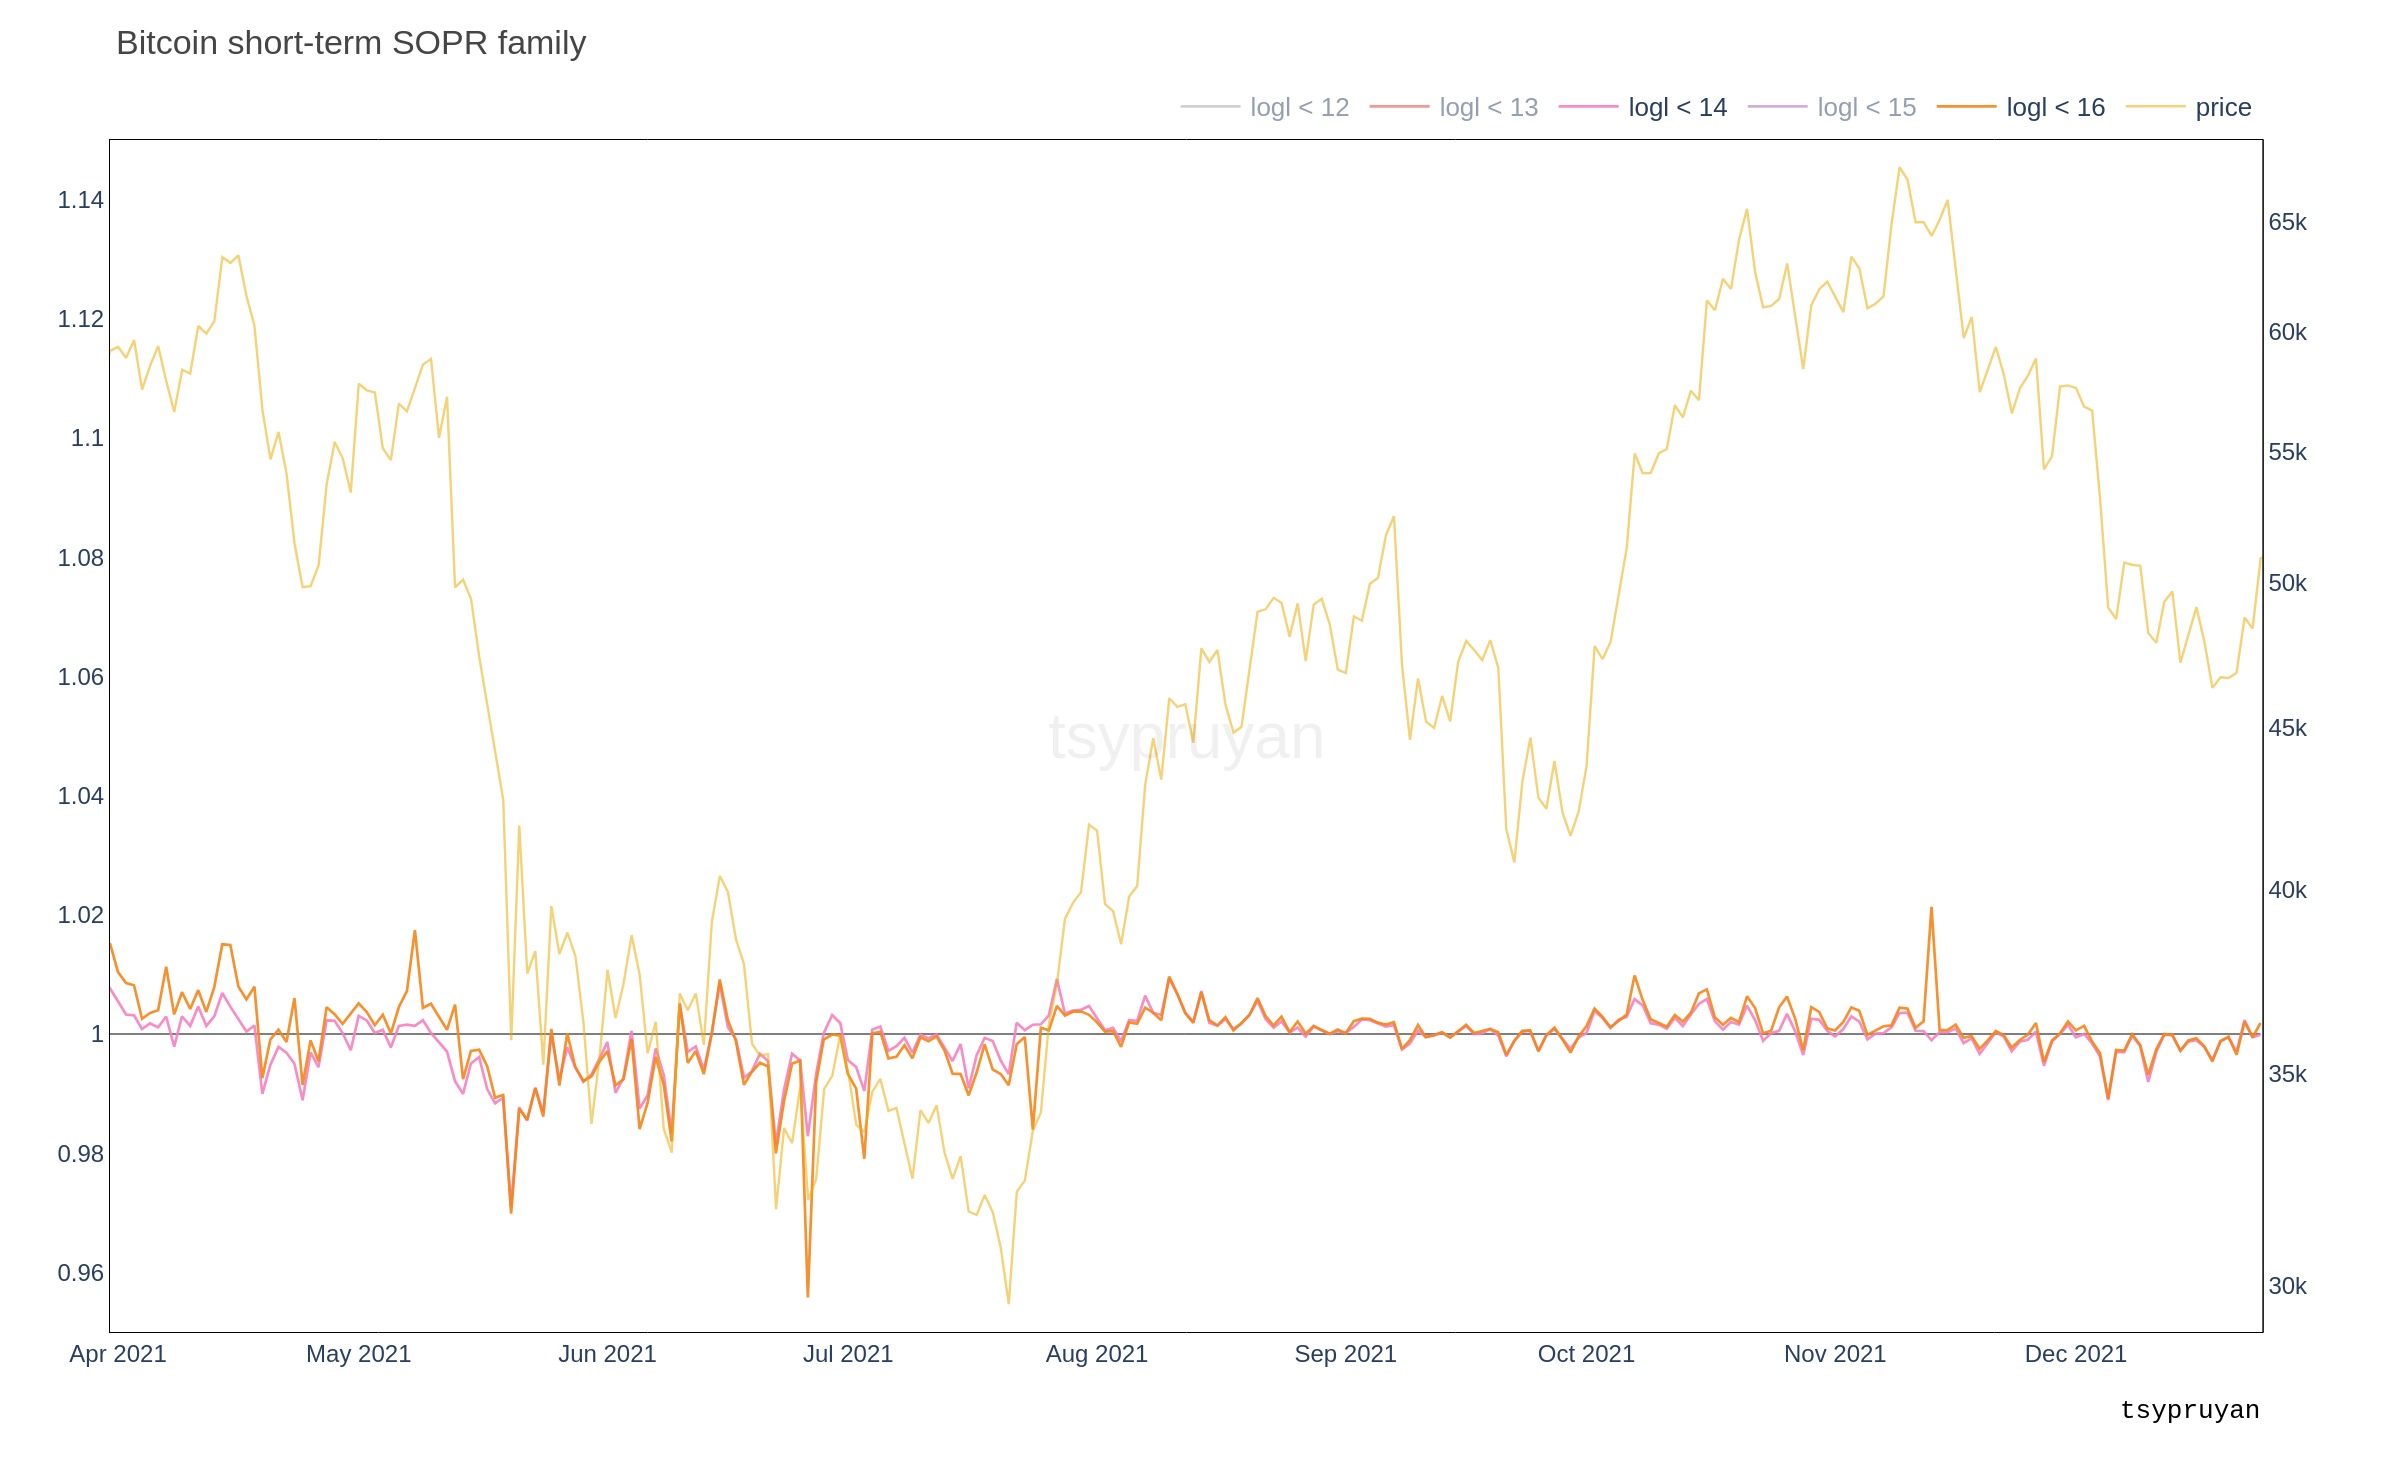 Bitcoin short-term SOPR family
logl < 12 logl < 13 logl < 14 logl < 15 logl < 16 price
1.14
65k
1.12
60k
1.1
55k
1.08
50k
1.06
45k
tsypruyan
1.04
40k
1.02
1
35k
0.98
0.96
30k
Apr 2021 May 2021 Jun 2021 Jul 2021 Aug 2021 Sep 2021 Oct 2021 Nov 2021 Dec 2021
tsypruyan